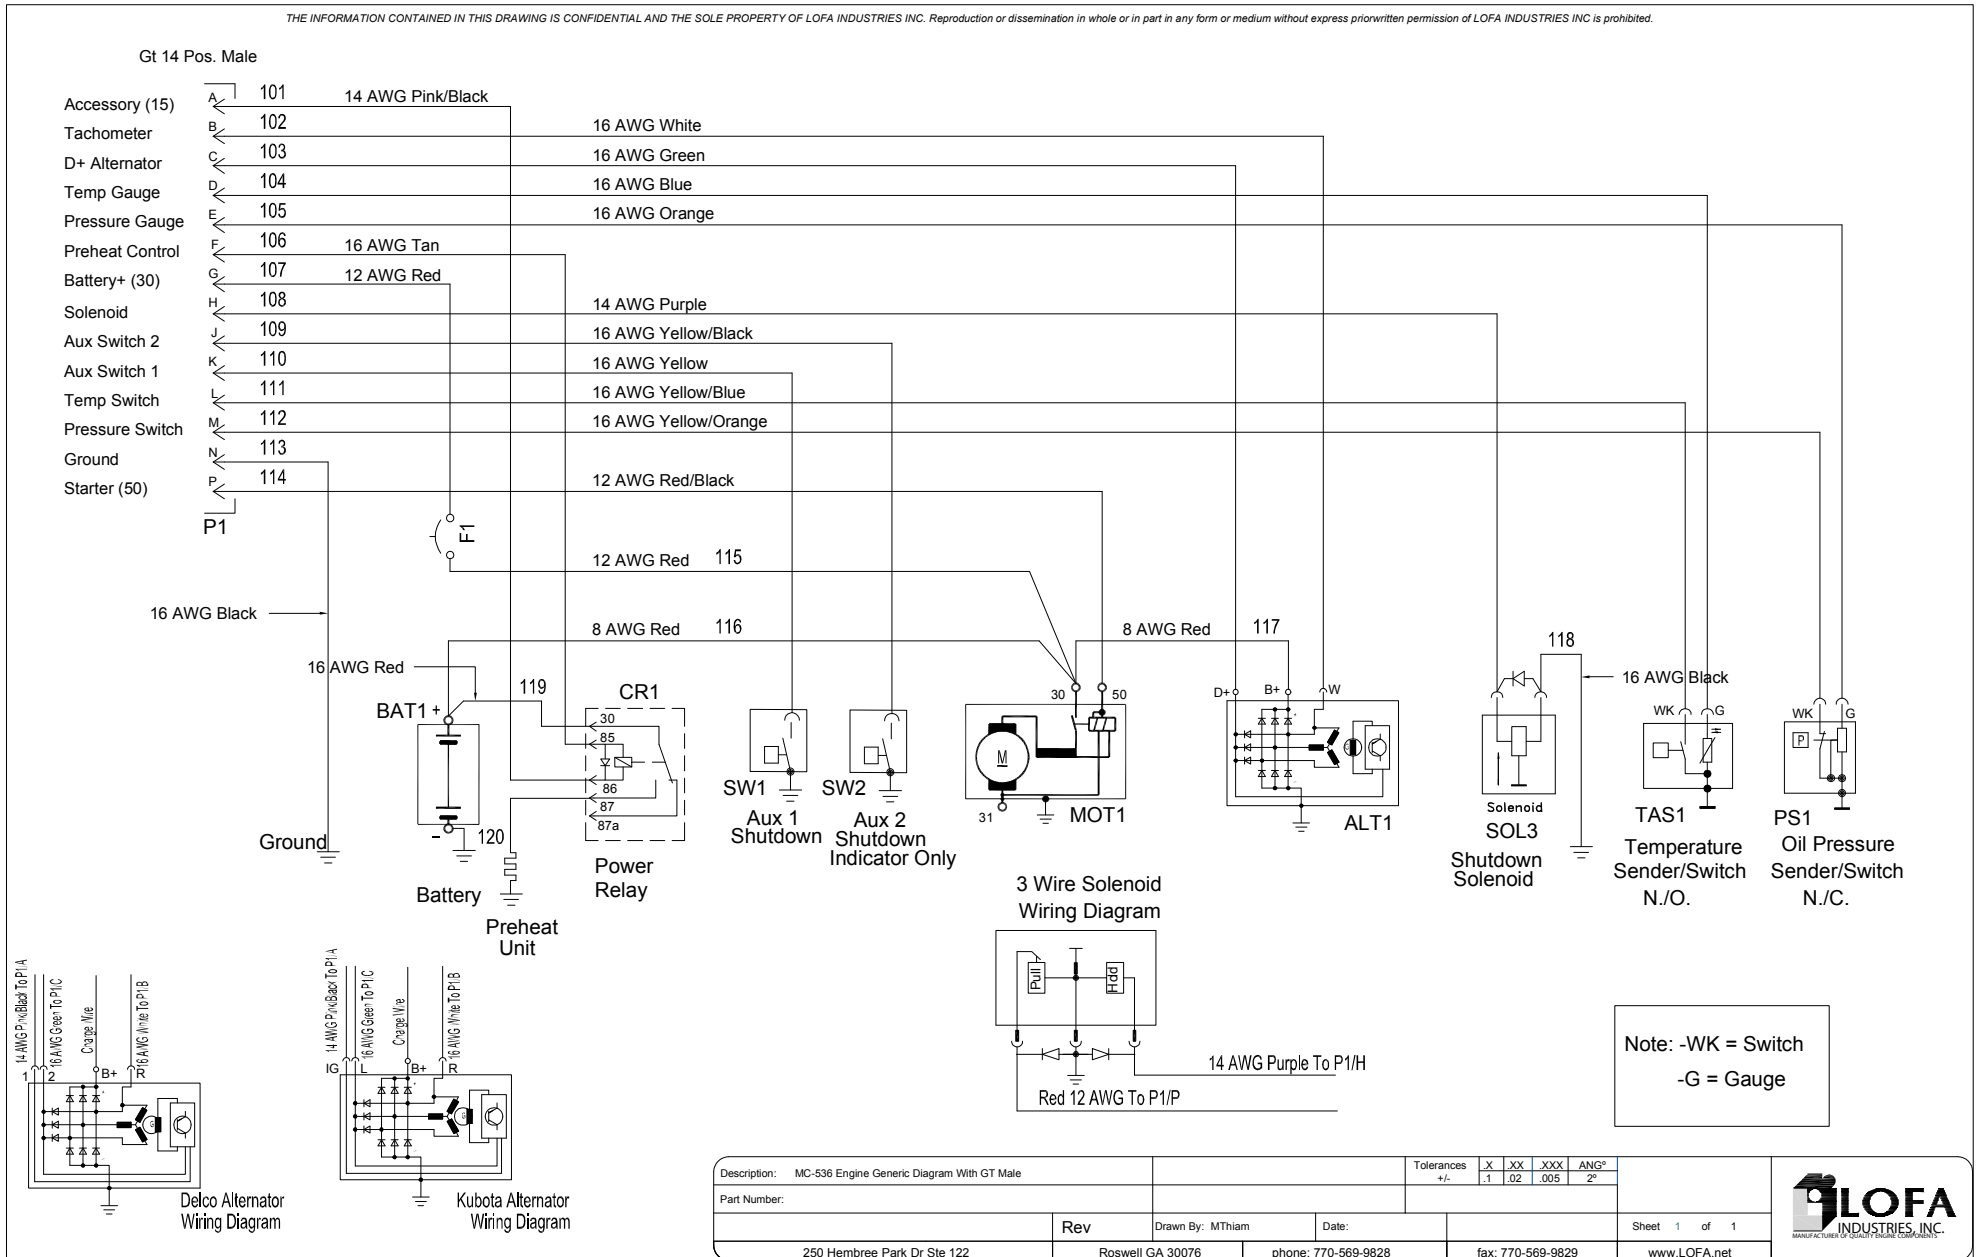 THE INFORMATION CONTAINED IN THIS DRAWING IS CONFIDENTIAL AND THE SOLE PROPERTY OF LOFA INDUSTRIES INC. Reproduction or dissemination in whole or in part in any form or medium without express priorwritten permission of LOFA INDUSTRIES INC is prohibited.
Gt 14 Pos. Male
Accessory (15) A 101 14 AWG Pink/Black
Tachometer B 102 16 AWG White
D+ Alternator C 103 16 AWG Green
Temp Gauge D 104 16 AWG Blue
Pressure Gauge E 105 16 AWG Orange
Preheat Control F 106 16 AWG Tan
Battery+ (30) G 107 12 AWG Red
Solenoid H 108 14 AWG Purple
Aux Switch 2 J 109 16 AWG Yellow/Black
Aux Switch 1 K 110 16 AWG Yellow
Temp Switch L 111 16 AWG Yellow/Blue
Pressure Switch M 112 16 AWG Yellow/Orange
Ground N 113
Starter (50) P 114 12 AWG Red/Black
P1
F1
12 AWG Red 115
16 AWG Black
8 AWG Red 116
8 AWG Red 117
118
16 AWG Red
119
16 AWG Black
BAT1 +
-
120
Ground
Battery
Preheat
Unit
CR1
30
85
86
87
87a
Power
Relay
SW1
Aux 1
Shutdown
SW2
Aux 2
Shutdown
Indicator Only
30
50
M
31
MOT1
D+
B+
W
ALT1
Solenoid
SOL3
Shutdown
Solenoid
WK
G
TAS1
Temperature
Sender/Switch
N./O.
WK
G
P
PS1
Oil Pressure
Sender/Switch
N./C.
3 Wire Solenoid
Wiring Diagram
Pull
Hdd
14 AWG Purple To P1/H
Red 12 AWG To P1/P
14 AWG Pink/Black To P1/A
16 AWG Green To P1/C
Charge Wire
16 AWG White To P1/B
1
2
B+
R
Delco Alternator
Wiring Diagram
14 AWG Pink/Black To P1/A
16 AWG Green To P1/C
Charge Wire
16 AWG White To P1/B
IG
L
B+
R
Kubota Alternator
Wiring Diagram
Note: -WK = Switch
-G = Gauge
Description: MC-536 Engine Generic Diagram With GT Male
Tolerances .X .XX .XXX ANGº
+/- .1 .02 .005 2º
Part Number:
Rev
Drawn By: MThiam
Date:
Sheet 1 of 1
250 Hembree Park Dr Ste 122
Roswell GA 30076
phone: 770-569-9828
fax: 770-569-9829
www.LOFA.net
LOFA
INDUSTRIES, INC.
MANUFACTURER OF QUALITY ENGINE COMPONENTS